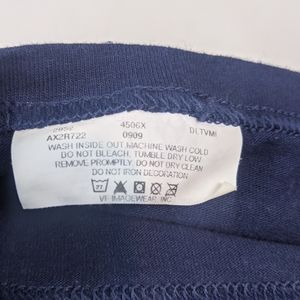 2952 4506X
AX2R722 0909 DLTVMI
WASH INSIDE OUT MACHINE WASH COLD
DO NOT BLEACH, TUMBLE DRY LOW
REMOVE PROMPTLY, DO NOT DRY CLEAN
DO NOT IRON DECORATION
VF IMAGEWEAR, INC